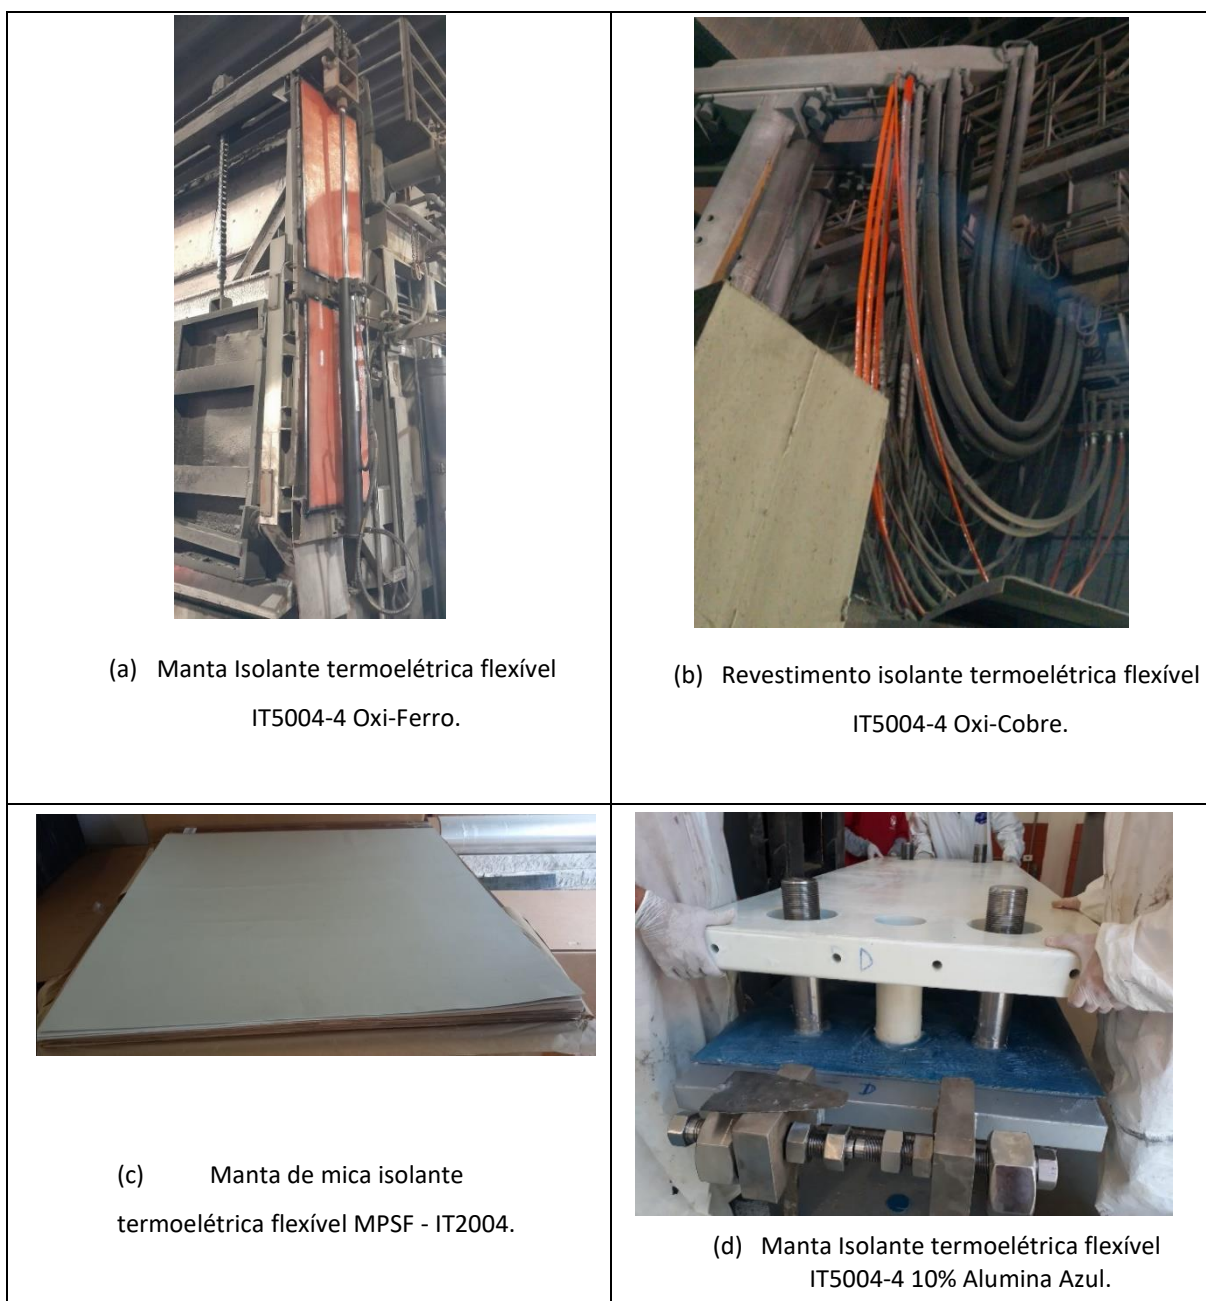 (a) Manta Isolante termoelétrica flexível
IT5004-4 Oxi-Ferro.
(b) Revestimento isolante termoelétrica flexível
IT5004-4 Oxi-Cobre.
(c) Manta de mica isolante
termoelétrica flexível MPSF - IT2004.
D
D
(d) Manta Isolante termoelétrica flexível
IT5004-4 10% Alumina Azul.